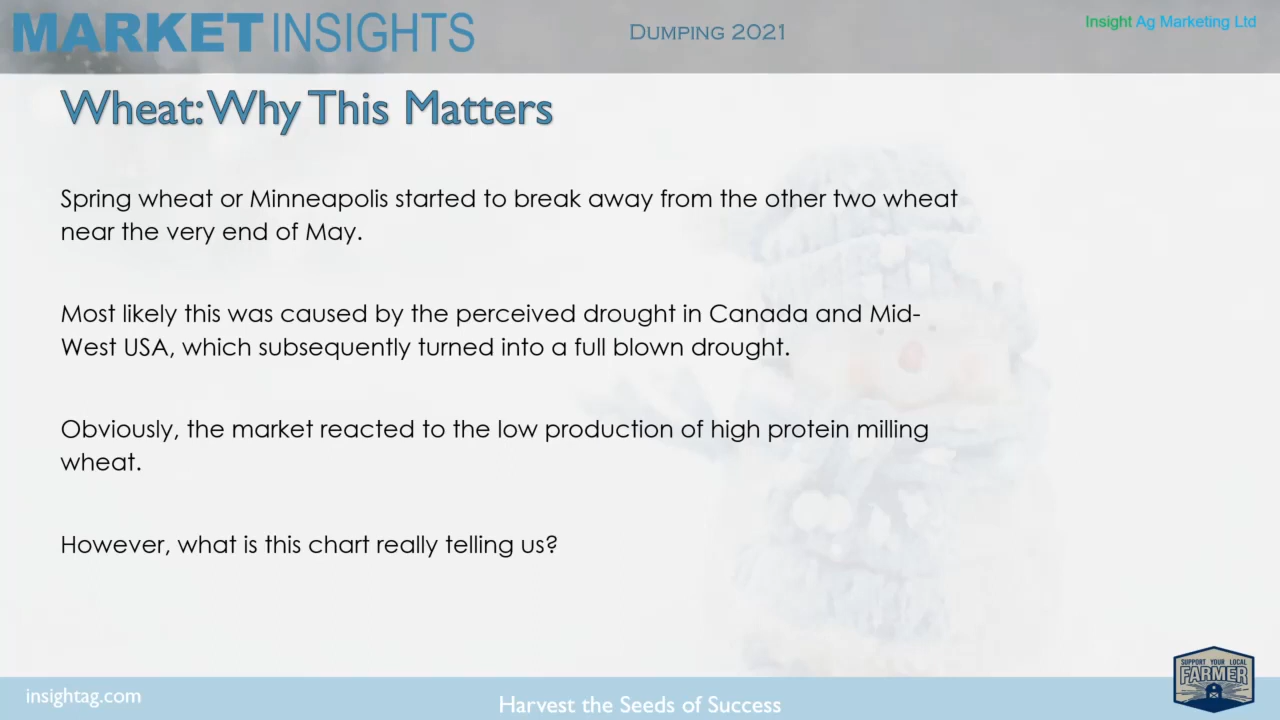 MARKET INSIGHTS
Dumping 2021
Insight Ag Marketing Ltd
Wheat: Why This Matters
Spring wheat or Minneapolis started to break away from the other two wheat
near the very end of May.
Most likely this was caused by the perceived drought in Canada and Mid-
West USA, which subsequently turned into a full blown drought.
Obviously, the market reacted to the low production of high protein milling
wheat.
However, what is this chart really telling us?
SUPPORT YOUR LOCAL
FARMER
insightag.com
Harvest the Seeds of Success